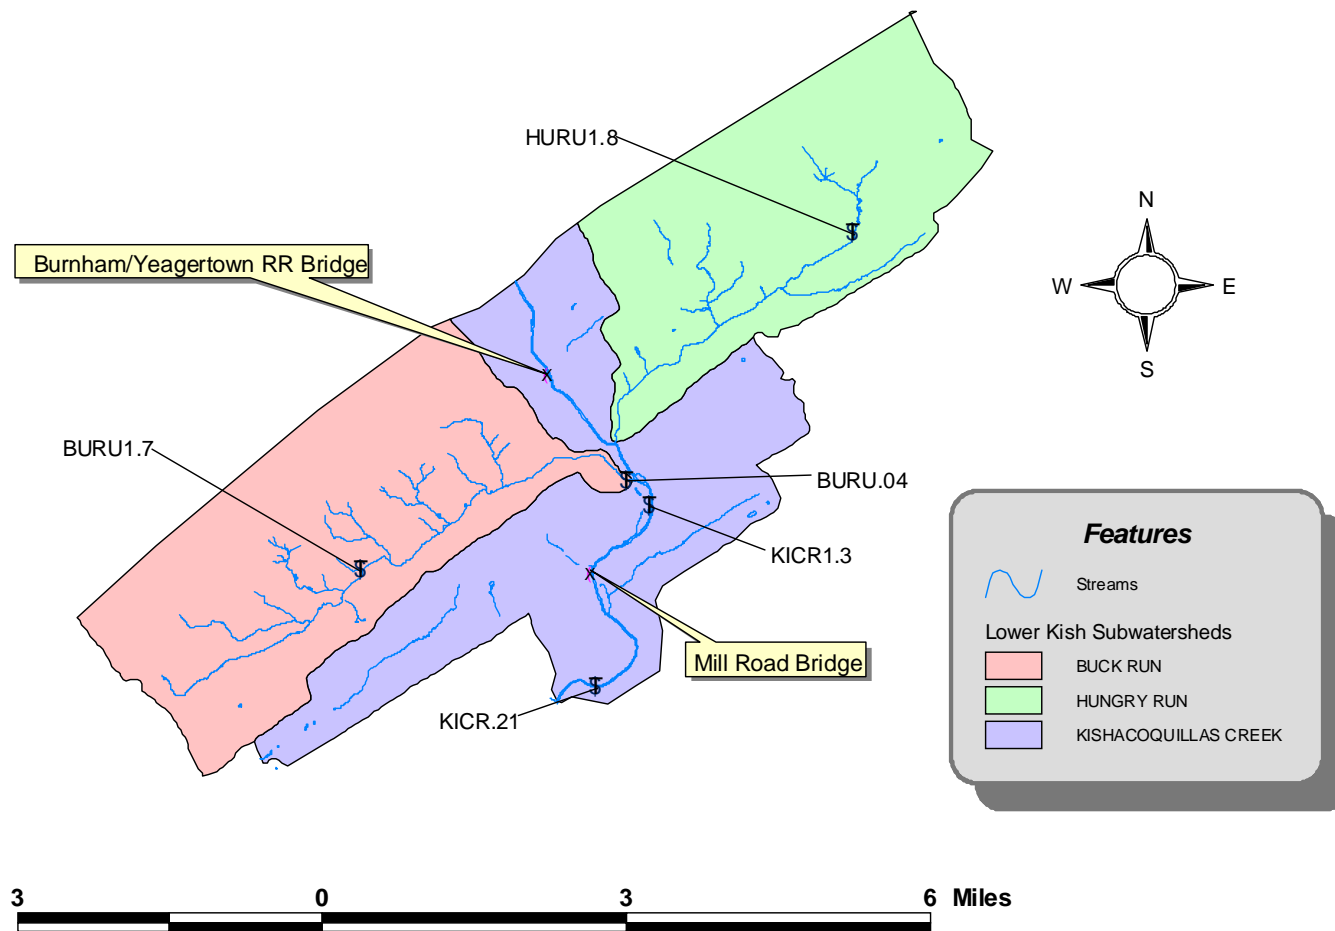 HURU1.8
N
Burnham/Yeagertown RR Bridge
W
E
S
BURU1.7
BURU.04
KICR1.3
Features
Streams
Lower Kish Subwatersheds
BUCK RUN
HUNGRY RUN
KISHACOQUILLAS CREEK
Mill Road Bridge
KICR.21
3 0 3 6 Miles